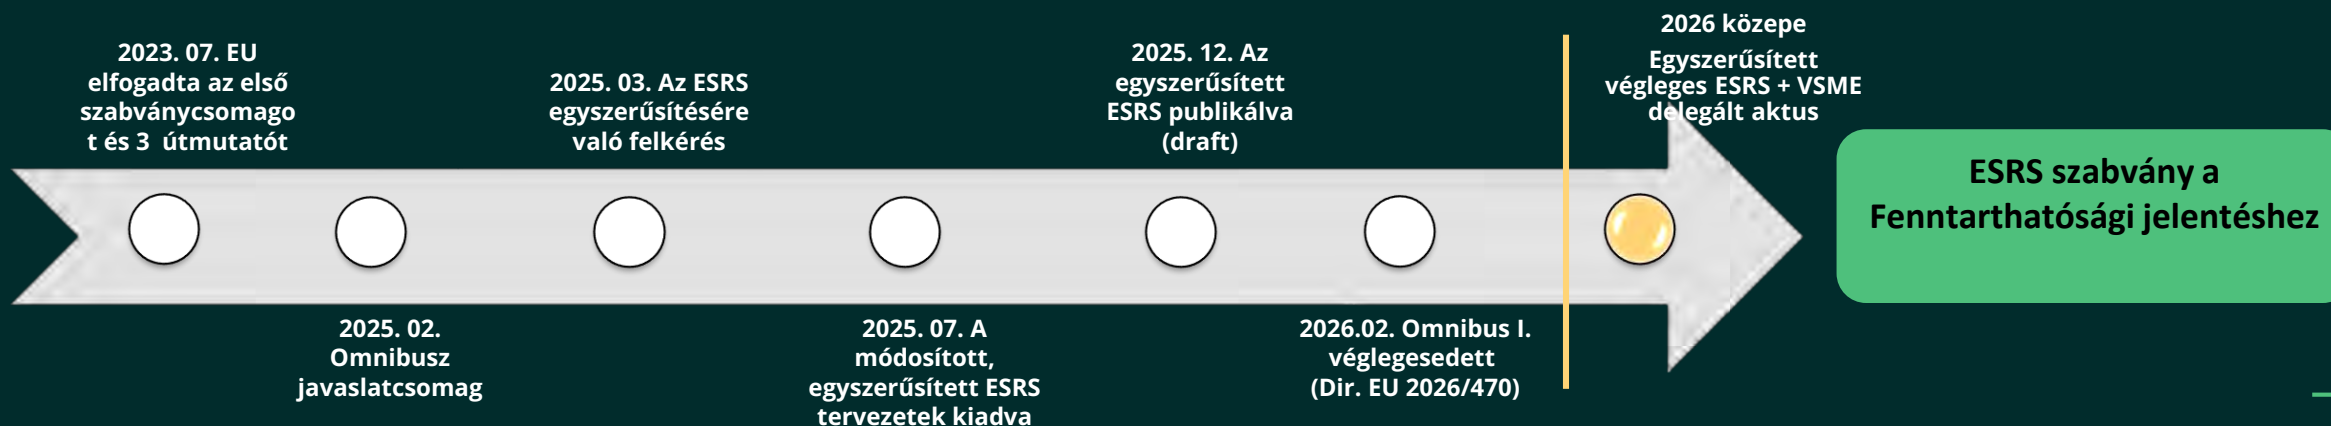 2023. 07. EU
elfogadta az első
szabványcsomago
t és 3 útmutatót
2025. 02.
Omnibusz
javaslatcsomag
2025. 03. Az ESRS
egyszerűsítésére
való felkérés
2025. 07. A
módosított,
egyszerűsített ESRS
tervezetek kiadva
2025. 12. Az
egyszerűsített
ESRS publikálva
(draft)
2026.02. Omnibus I.
véglegesedett
(Dir. EU 2026/470)
2026 közepe
Egyszerűsített
végleges ESRS + VSME
delegált aktus
ESRS szabvány a
Fenntarthatósági jelentéshez